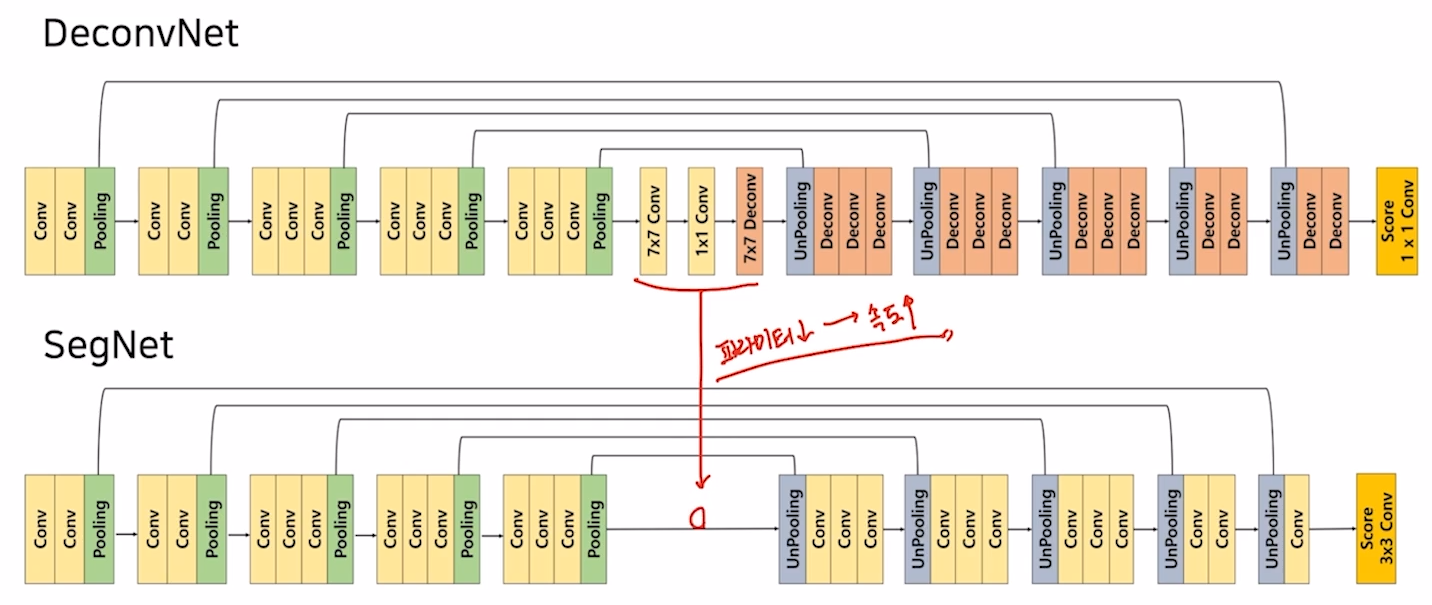 DeconvNet
Conv Conv Pooling Conv Conv Pooling Conv Conv Conv Pooling Conv Conv Conv Pooling Conv Conv Conv Pooling 7x7 Conv 1x1 Conv 7x7 Deconv UnPooling Deconv Deconv Deconv UnPooling Deconv Deconv Deconv UnPooling Deconv Deconv Deconv UnPooling Deconv Deconv UnPooling Deconv Deconv Score
1 x 1 Conv
파라미터↓ → 속도↑
SegNet
Conv Conv Pooling Conv Conv Pooling Conv Conv Conv Pooling Conv Conv Conv Pooling Conv Conv Conv Pooling UnPooling Conv Conv Conv UnPooling Conv Conv Conv UnPooling Conv Conv Conv UnPooling Conv Conv UnPooling Conv Score
3x3 Conv